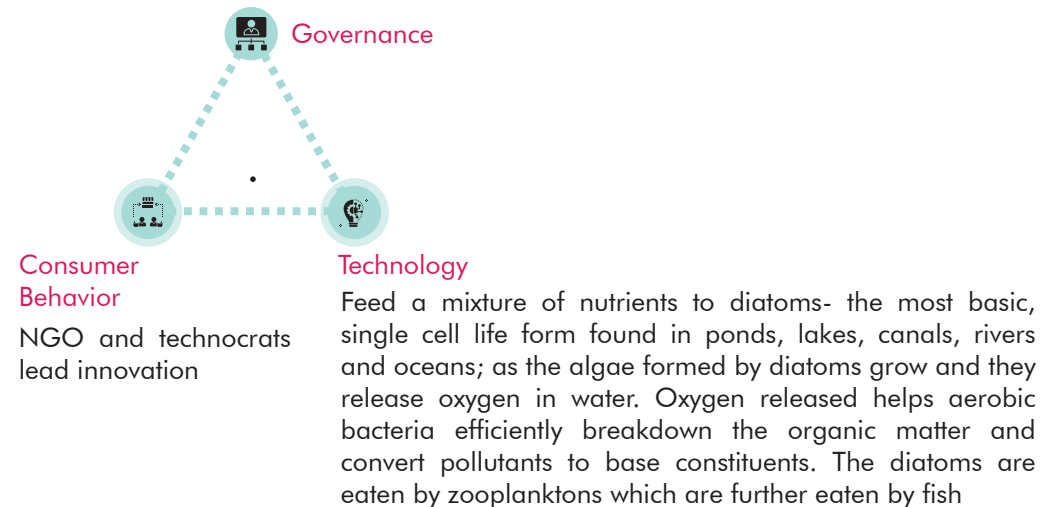 Governance
Consumer
Behavior
NGO and technocrats
lead innovation
Technology
Feed a mixture of nutrients to diatoms- the most basic,
single cell life form found in ponds, lakes, canals, rivers
and oceans; as the algae formed by diatoms grow and they
release oxygen in water. Oxygen released helps aerobic
bacteria efficiently breakdown the organic matter and
convert pollutants to base constituents. The diatoms are
eaten by zooplanktons which are further eaten by fish